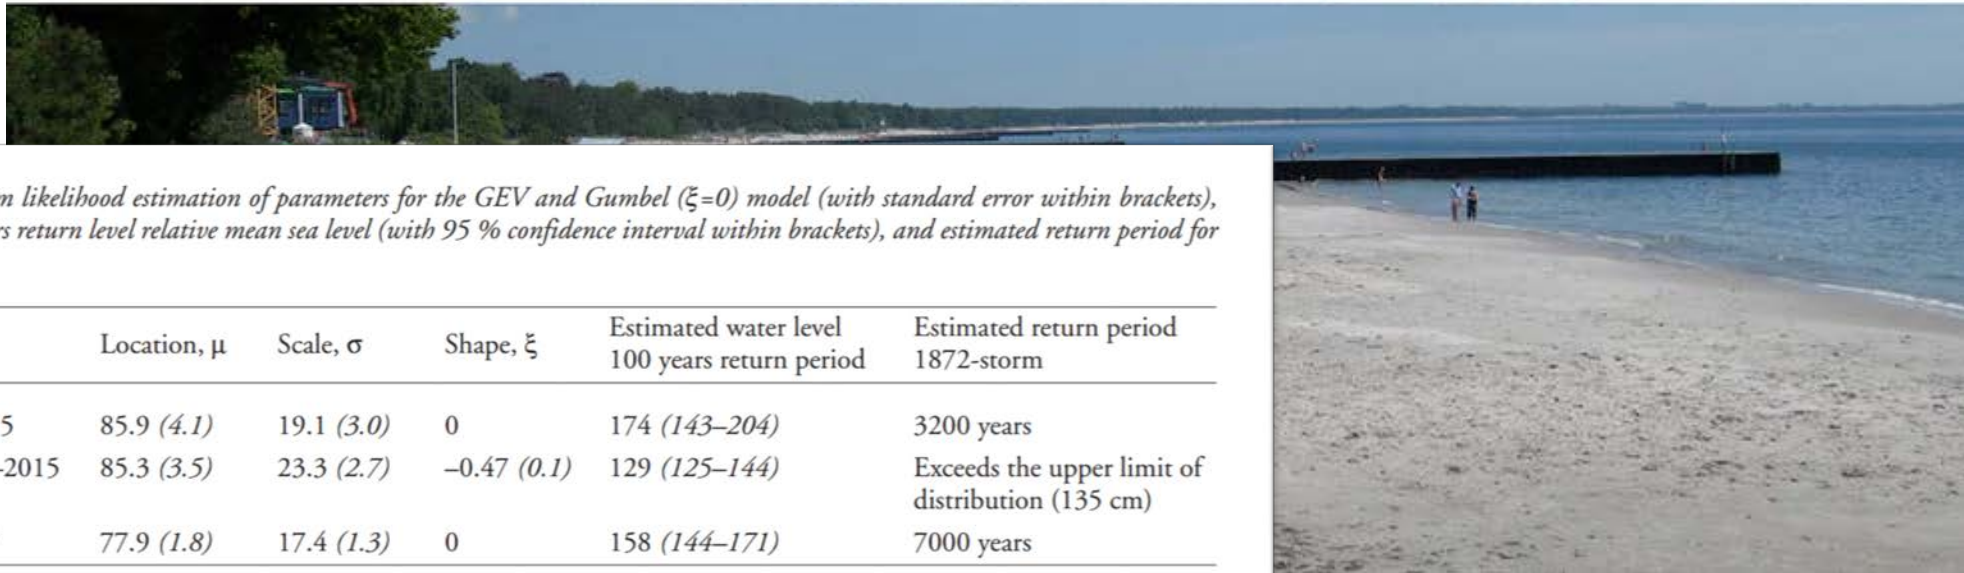 likelihood estimation of parameters for the GEV and Gumbel (ξ=0) model (with standard error within brackets),
return level relative mean sea level (with 95 % confidence interval within brackets), and estimated return period for
Location, μ Scale, σ Shape, ξ Estimated water level 100 years return period Estimated return period 1872-storm
5 85.9 (4.1) 19.1 (3.0) 0 174 (143–204) 3200 years
-2015 85.3 (3.5) 23.3 (2.7) –0.47 (0.1) 129 (125–144) Exceeds the upper limit of
distribution (135 cm)
77.9 (1.8) 17.4 (1.3) 0 158 (144–171) 7000 years